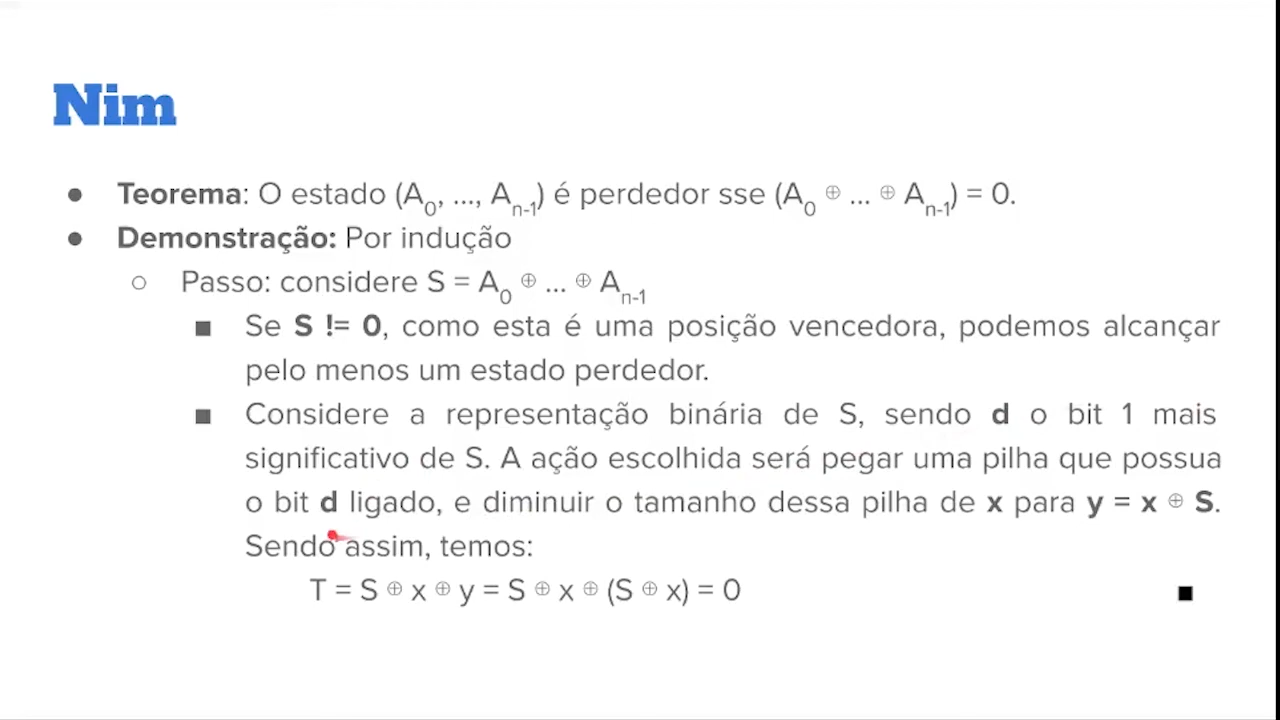 Nim
● Teorema: O estado (A₀, ..., Aₙ₋₁) é perdedor sse (A₀ ⊕ ... ⊕ Aₙ₋₁) = 0.
● Demonstração: Por indução
○ Passo: considere S = A₀ ⊕ ... ⊕ Aₙ₋₁
■ Se S != 0, como esta é uma posição vencedora, podemos alcançar
pelo menos um estado perdedor.
■ Considere a representação binária de S, sendo d o bit 1 mais
significativo de S. A ação escolhida será pegar uma pilha que possua
o bit d ligado, e diminuir o tamanho dessa pilha de x para y = x ⊕ S.
Sendo assim, temos:
T = S ⊕ x ⊕ y = S ⊕ x ⊕ (S ⊕ x) = 0 ■